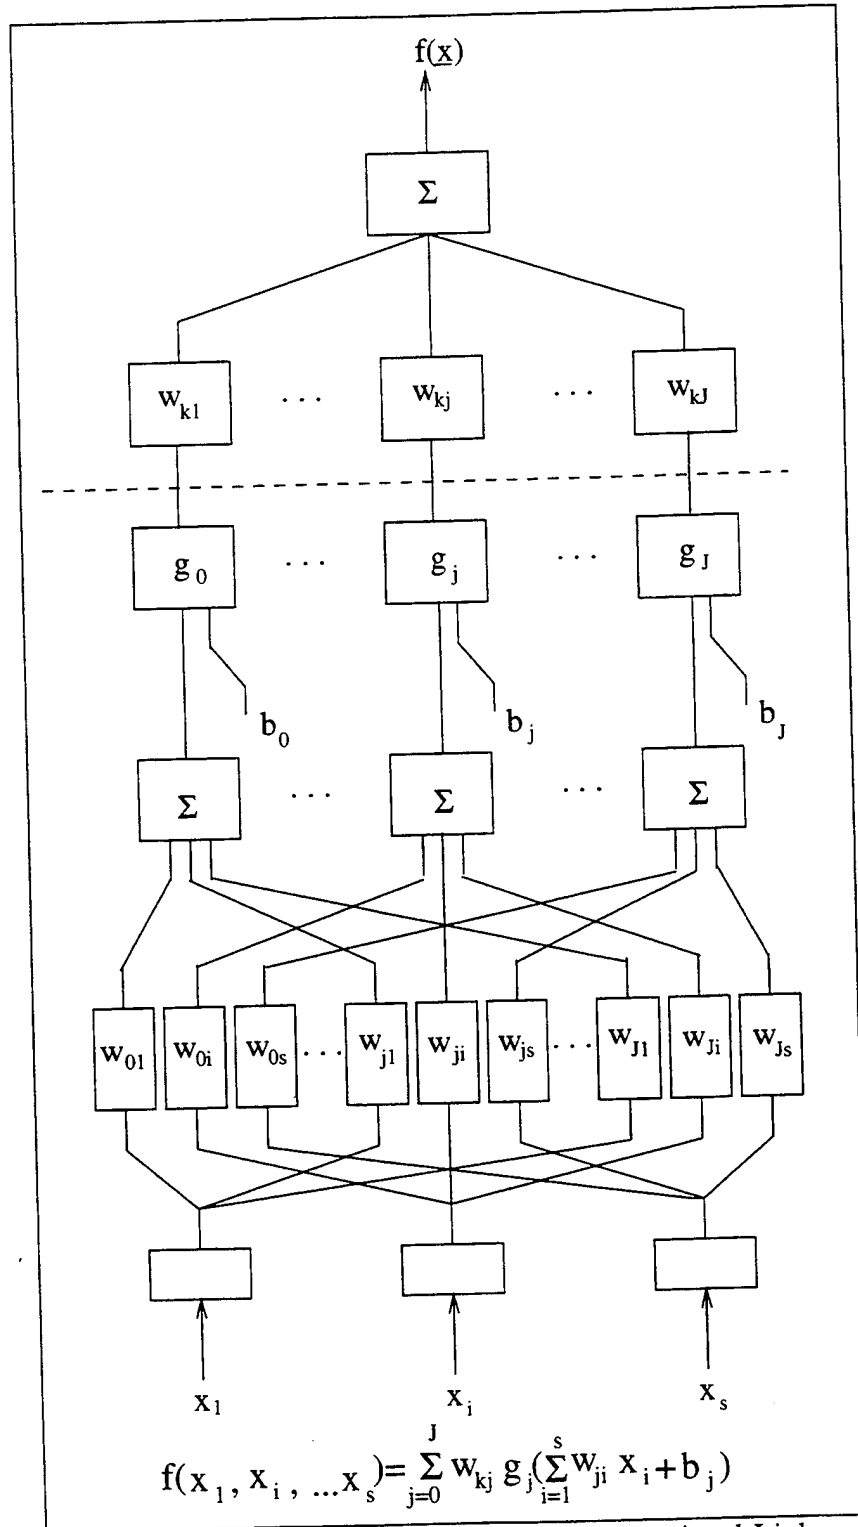 f(x)
Σ
w_k1 ... w_kj ... w_kJ
g_0 ... g_j ... g_J
b_0 b_j b_J
Σ ... Σ ... Σ
w_01 w_0i w_0s ... w_j1 w_ji w_js ... w_J1 w_Ji w_Js
x_1 x_i x_s
f(x_1, x_i, ...x_s)= Σ_{j=0}^{J} w_kj g_j(Σ_{i=1}^{s} w_ji x_i+b_j)